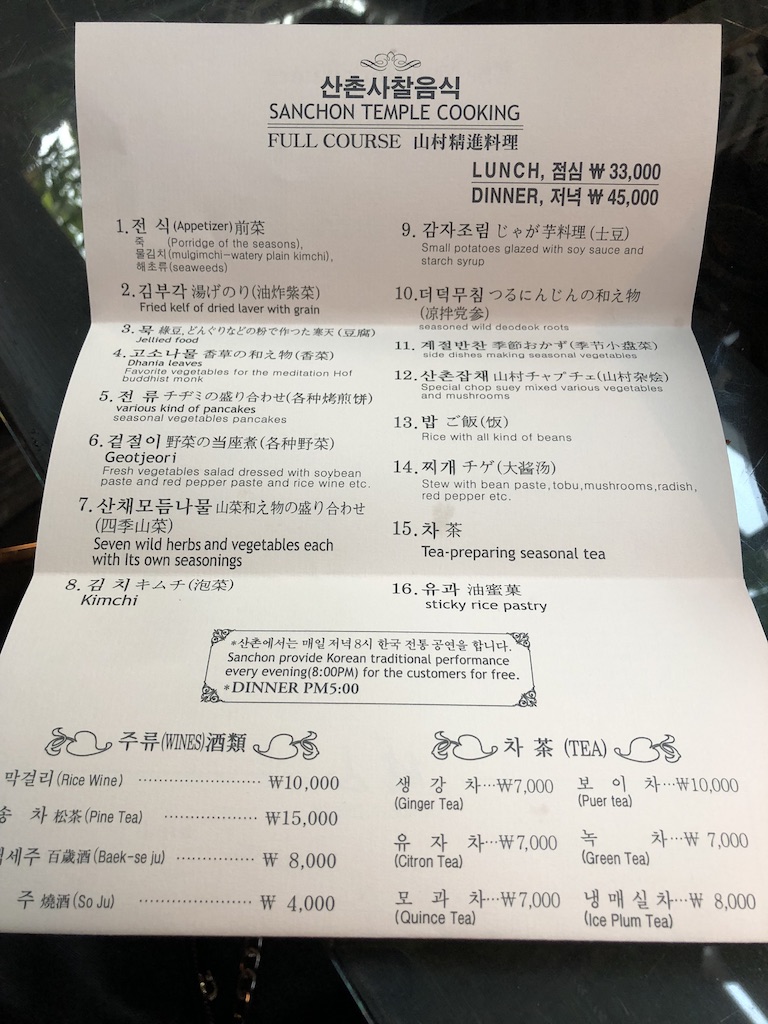 산촌사찰음식
SANCHON TEMPLE COOKING
FULL COURSE 山村精進料理
LUNCH, 점심 ₩ 33,000
DINNER, 저녁 ₩ 45,000
1. 전 식 (Appetizer) 前菜
죽 (Porridge of the seasons),
물김치(mulgimchi-watery plain kimchi),
해초류(seaweeds)
2. 김부각 湯げのり(油炸紫菜)
Fried kelf of dried laver with grain
3. 묵 綠豆,どんぐりなどの粉で作つた寒天 (豆腐)
Jellied food
4. 고소나물 香草の和え物(香菜)
Dhania leaves
Favorite vegetables for the meditation Hof
buddhist monk
5. 전 류 チヂミの盛り合わせ(各种烤煎饼)
various kind of pancakes
seasonal vegetables pancakes
6. 겉절이 野菜の当座煮(各种野菜)
Geotjeori
Fresh vegetables salad dressed with soybean
paste and red pepper paste and rice wine etc.
7. 산채모듬나물 山菜和え物の盛り合わせ
(四季山菜)
Seven wild herbs and vegetables each
with Its own seasonings
8. 김 치 キムチ(泡菜)
Kimchi
9. 감자조림 じゃが芋料理(土豆)
Small potatoes glazed with soy sauce and
starch syrup
10. 더덕무침 つるにんじんの和え物
(凉拌党参)
seasoned wild deodeok roots
11. 계절반찬 季節おかず(季节小盘菜)
side dishes making seasonal vegetables
12. 산촌잡채 山村チャプチェ(山村杂烩)
Special chop suey mixed various vegetables
and mushrooms
13. 밥 ご飯(饭)
Rice with all kind of beans
14. 찌개 チゲ(大酱汤)
Stew with bean paste, tobu, mushrooms, radish,
red pepper etc.
15. 차 茶
Tea-preparing seasonal tea
16. 유과 油蜜菓
sticky rice pastry
*산촌에서는 매일 저녁 8시 한국 전통 공연을 합니다.
Sanchon provide Korean traditional performance
every evening(8:00PM) for the customers for free.
*DINNER PM5:00
주류(WINES)酒類
막걸리 (Rice Wine) ₩10,000
송 차 松茶(Pine Tea) ₩15,000
세주 百歲酒(Baek-se ju) ₩ 8,000
주 燒酒(So Ju) ₩ 4,000
차 茶 (TEA)
생 강 차 ₩7,000 보 이 차 ₩10,000
(Ginger Tea) (Puer tea)
유 자 차 ₩7,000 녹 차 ₩ 7,000
(Citron Tea) (Green Tea)
모 과 차 ₩7,000 냉 매 실 차 ₩ 8,000
(Quince Tea) (Ice Plum Tea)